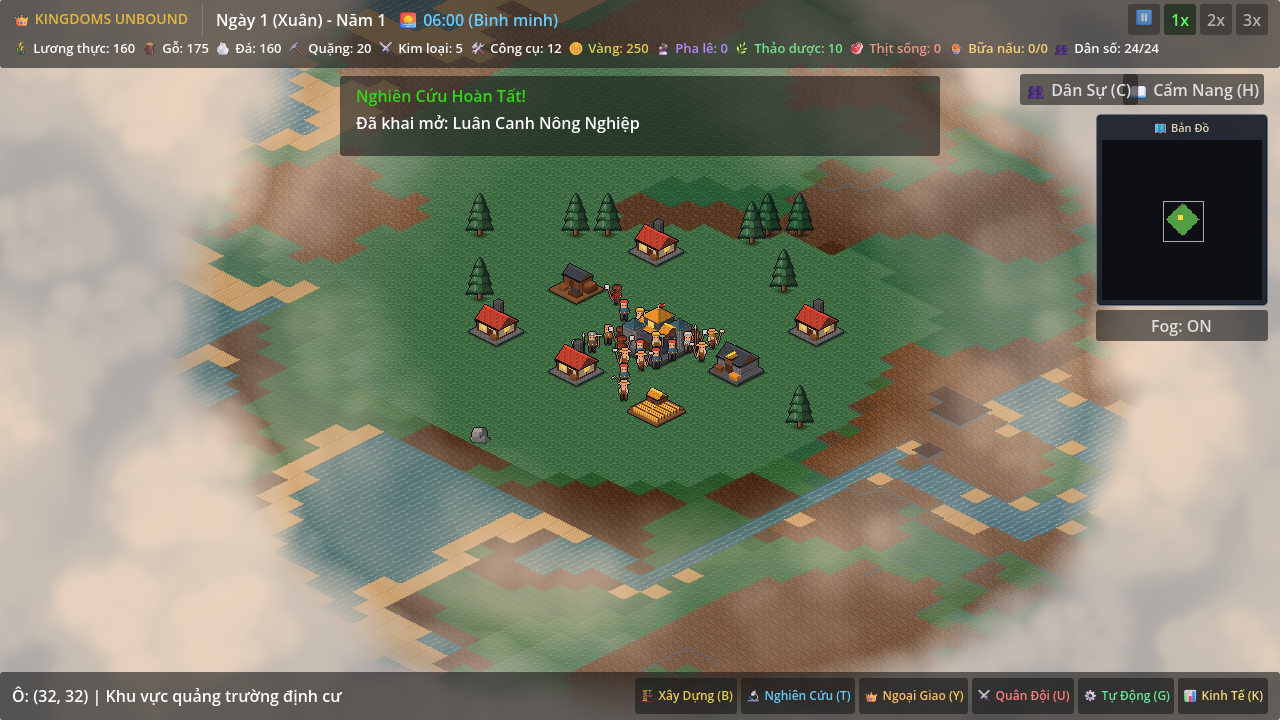 KINGDOMS UNBOUND
Ngày 1 (Xuân) - Năm 1
06:00 (Bình minh)
1x
2x
3x
Lương thực: 160
Gỗ: 175
Đá: 160
Quặng: 20
Kim loại: 5
Công cụ: 12
Vàng: 250
Pha lê: 0
Thảo dược: 10
Thịt sống: 0
Bữa nấu: 0/0
Dân số: 24/24
Nghiên Cứu Hoàn Tất!
Đã khai mở: Luân Canh Nông Nghiệp
Dân Sự (C)
Cẩm Nang (H)
Bản Đồ
Fog: ON
Ô: (32, 32) | Khu vực quảng trường định cư
Xây Dựng (B)
Nghiên Cứu (T)
Ngoại Giao (Y)
Quân Đội (U)
Tự Động (G)
Kinh Tế (K)